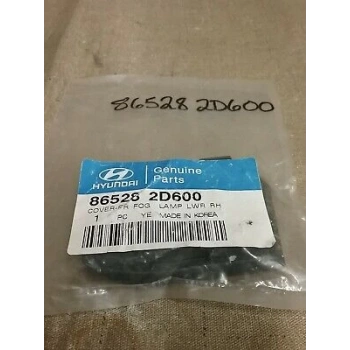 86528 2D600
HYUNDAI
Genuine
Parts
86528 2D600
COVER-FR FOG LAMP LWR RH
1 PC YE MADE IN KOREA